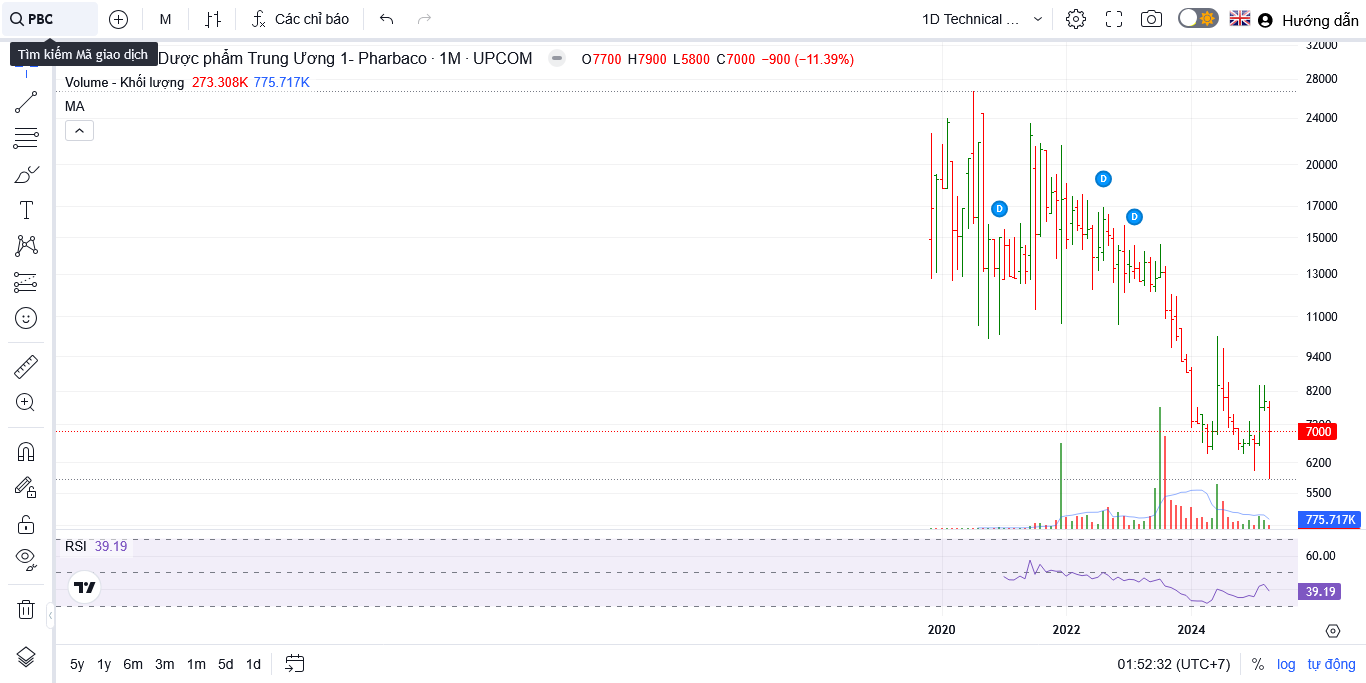 PBC
M
Các chỉ báo
1D Technical ...
Hướng dẫn
Tìm kiếm Mã giao dịch
Dược phẩm Trung Ương 1- Pharbaco · 1M · UPCOM
O7700 H7900 L5800 C7000 −900 (−11.39%)
Volume - Khối lượng 273.308K 775.717K
MA
D
D
D
32000
28000
24000
20000
17000
15000
13000
11000
9400
8200
7200
7000
6200
5500
775.717K
RSI 39.19
60.00
39.19
2020
2022
2024
5y 1y 6m 3m 1m 5d 1d
01:52:32 (UTC+7)
%
log
tự động